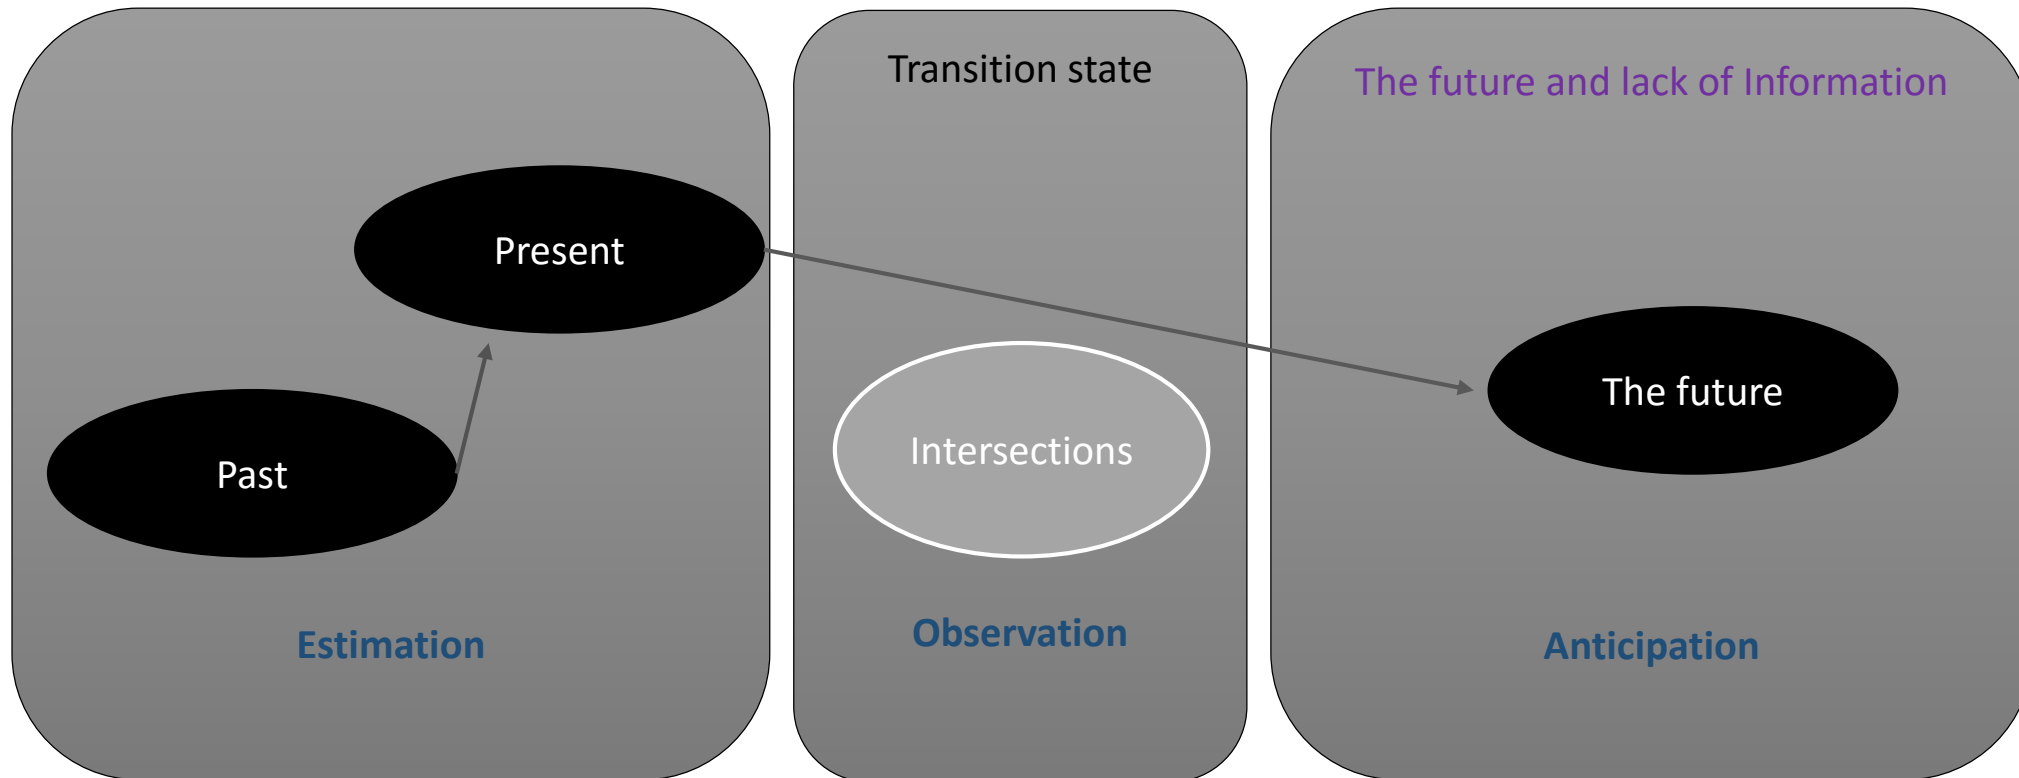 Present
Past
Estimation
Transition state
Intersections
Observation
The future and lack of Information
The future
Anticipation